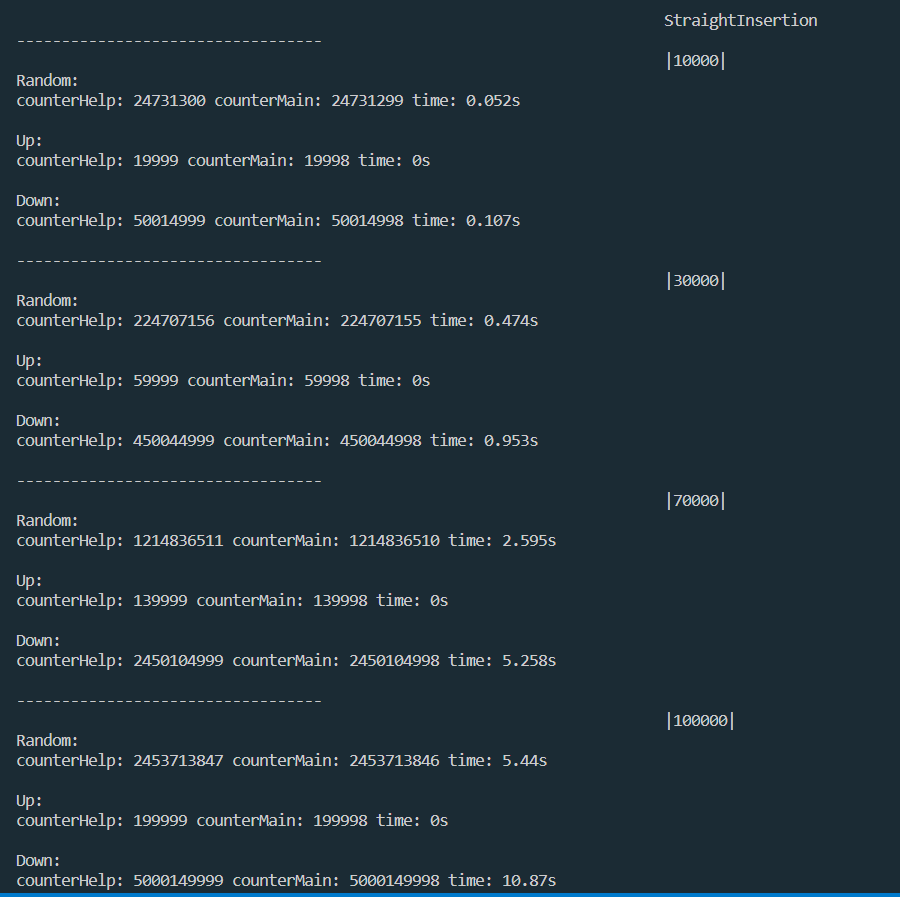 StraightInsertion
----------------------------------
|10000|
Random:
counterHelp: 24731300 counterMain: 24731299 time: 0.052s
Up:
counterHelp: 19999 counterMain: 19998 time: 0s
Down:
counterHelp: 50014999 counterMain: 50014998 time: 0.107s
----------------------------------
|30000|
Random:
counterHelp: 224707156 counterMain: 224707155 time: 0.474s
Up:
counterHelp: 59999 counterMain: 59998 time: 0s
Down:
counterHelp: 450044999 counterMain: 450044998 time: 0.953s
----------------------------------
|70000|
Random:
counterHelp: 1214836511 counterMain: 1214836510 time: 2.595s
Up:
counterHelp: 139999 counterMain: 139998 time: 0s
Down:
counterHelp: 2450104999 counterMain: 2450104998 time: 5.258s
----------------------------------
|100000|
Random:
counterHelp: 2453713847 counterMain: 2453713846 time: 5.44s
Up:
counterHelp: 199999 counterMain: 199998 time: 0s
Down:
counterHelp: 5000149999 counterMain: 5000149998 time: 10.87s